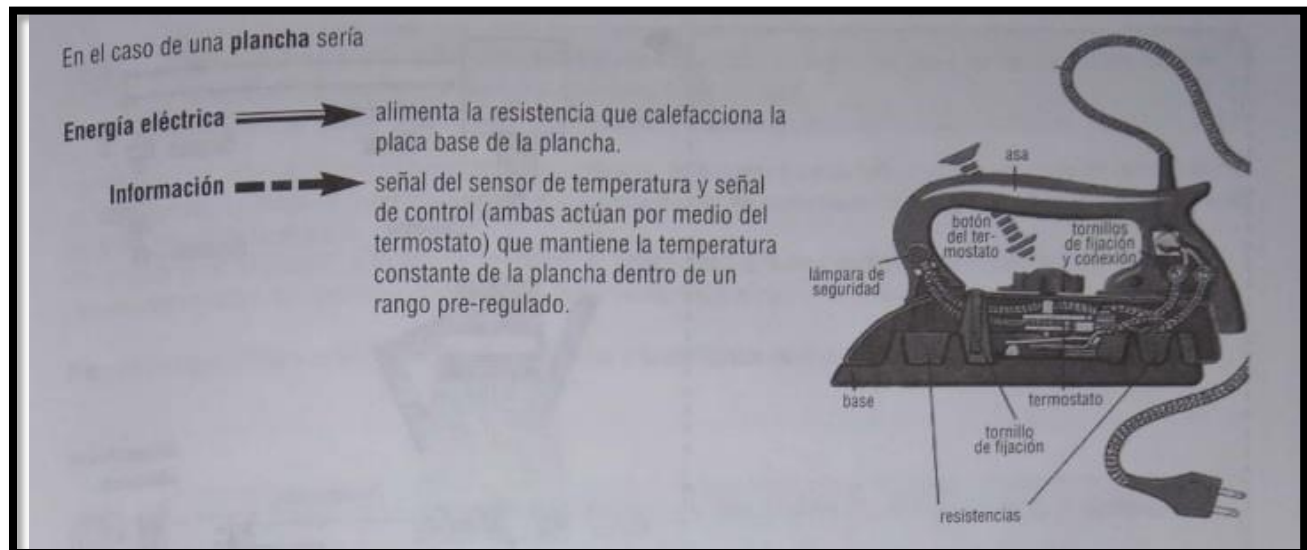 En el caso de una plancha sería
Energía eléctrica
alimenta la resistencia que calefacciona la
placa base de la plancha.
Información
señal del sensor de temperatura y señal
de control (ambas actúan por medio del
termostato) que mantiene la temperatura
constante de la plancha dentro de un
rango pre-regulado.
asa
botón
del ter-
mostato
tornillos
de fijación
y conexión
lámpara de
seguridad
base
termostato
tornillo
de fijación
resistencias